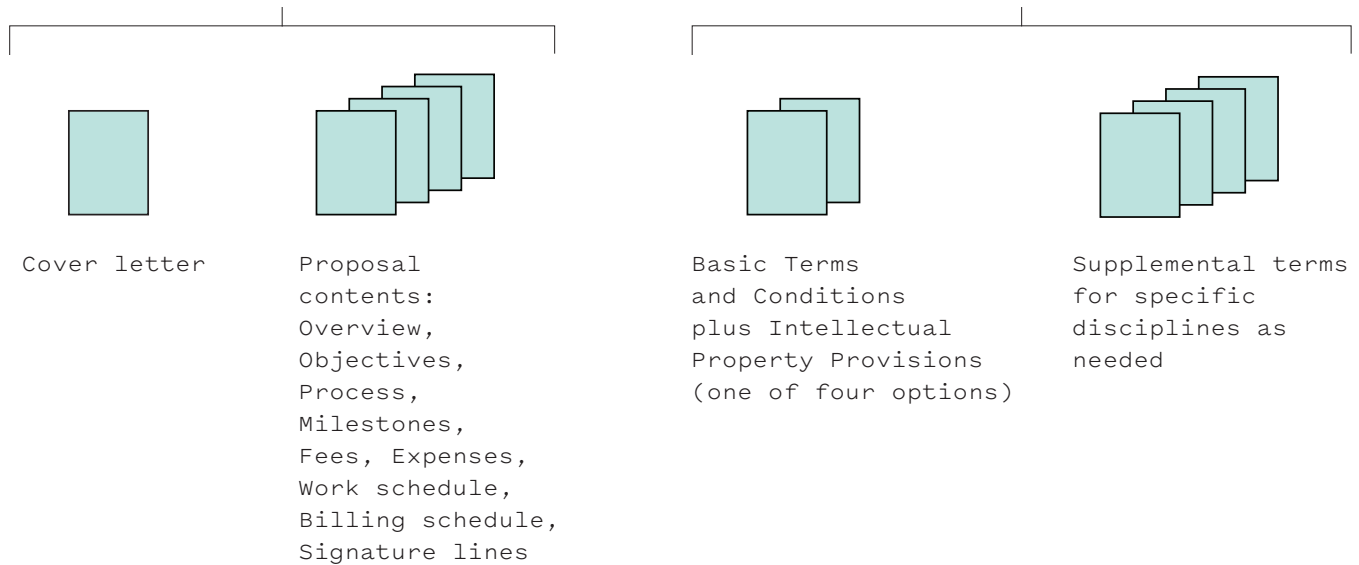 Cover letter
Proposal
contents:
Overview,
Objectives,
Process,
Milestones,
Fees, Expenses,
Work schedule,
Billing schedule,
Signature lines
Basic Terms
and Conditions
plus Intellectual
Property Provisions
(one of four options)
Supplemental terms
for specific
disciplines as
needed